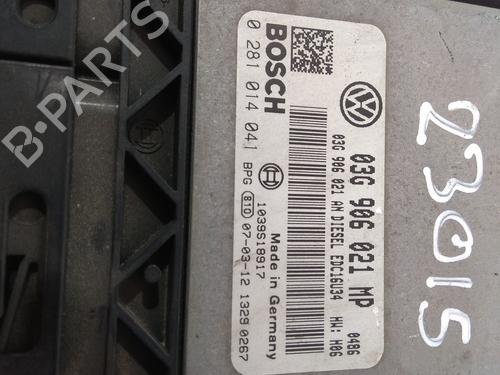 BOSCH
0 281 014 041
BPG 810 07-03-12 1329 0267
1039S18917
Made in Germany
03G 906 021 MP
03G 906 021 AN DIESEL EDC16U34
0486
HW: H06
23015
B-PARTS